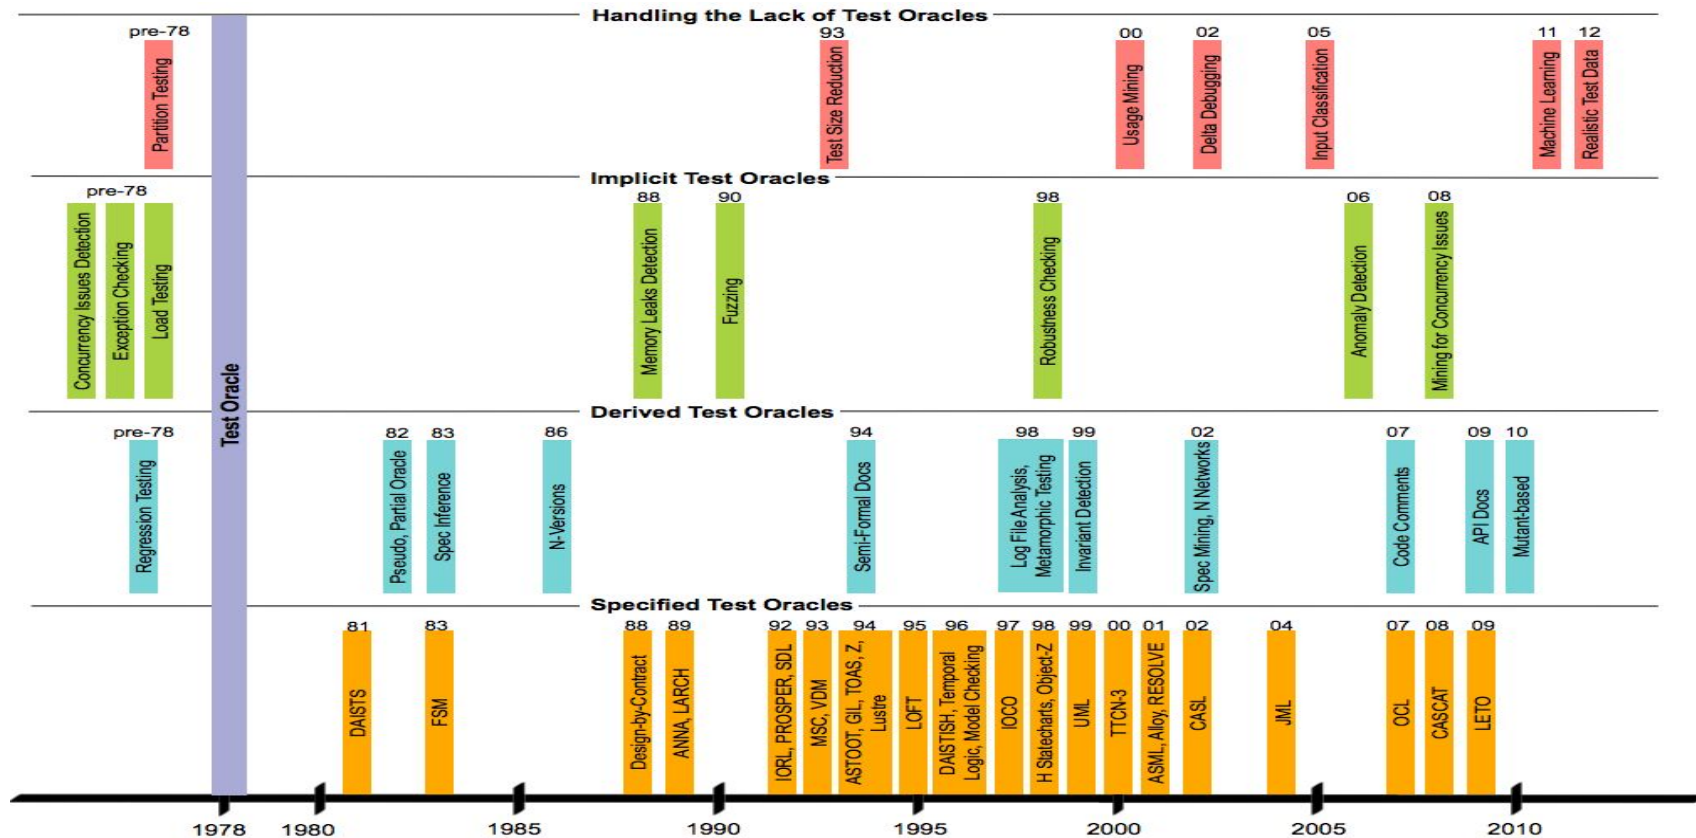 Handling the Lack of Test Oracles
pre-78
93
00
02
05
11
12
Partition Testing
Test Size Reduction
Usage Mining
Delta Debugging
Input Classification
Machine Learning
Realistic Test Data
Implicit Test Oracles
pre-78
88
90
98
06
08
Concurrency Issues Detection
Exception Checking
Load Testing
Memory Leaks Detection
Fuzzing
Robustness Checking
Anomaly Detection
Mining for Concurrency Issues
Test Oracle
Derived Test Oracles
pre-78
82
83
86
94
98
99
02
07
09
10
Regression Testing
Pseudo, Partial Oracle
Spec Inference
N-Versions
Semi-Formal Docs
Log File Analysis,
Metamorphic Testing
Invariant Detection
Spec Mining, N Networks
Code Comments
API Docs
Mutant-based
Specified Test Oracles
81
83
88
89
92
93
94
95
96
97
98
99
00
01
02
04
07
08
09
DAISTS
FSM
Design-by-Contract
ANNA, LARCH
IORL, PROSPER, SDL
MSC, VDM
ASTOOT, GIL, TOAS, Z,
Lustre
LOFT
DAISTISH, Temporal
Logic, Model Checking
IOCO
H Statecharts, Object-Z
UML
TTCN-3
ASML, Alloy, RESOLVE
CASL
JML
OCL
CASCAT
LETO
1978
1980
1985
1990
1995
2000
2005
2010